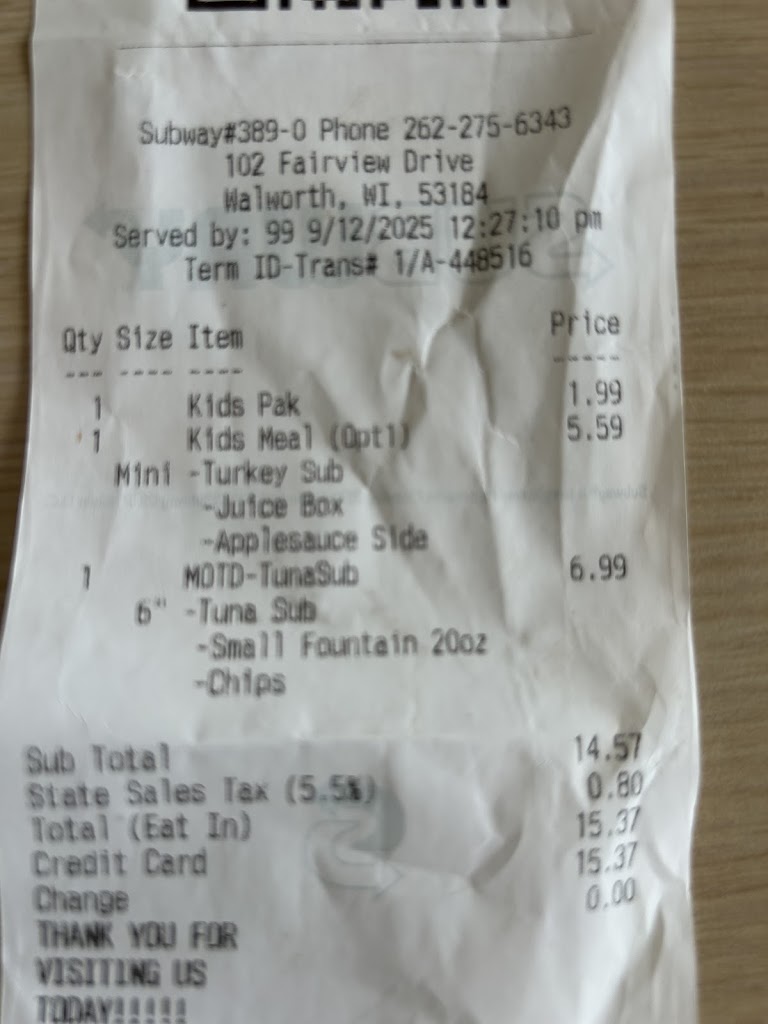 Subway#389-0 Phone 262-275-6343
102 Fairview Drive
Walworth, WI, 53184
Served by: 99 9/12/2025 12:27:10 pm
Term ID-Trans# 1/A-448516
Qty Size Item Price
--- ---- ---- -----
1 Kids Pak 1.99
1 Kids Meal (Opt1) 5.59
Mini -Turkey Sub
-Juice Box
-Applesauce Side
1 MOTD-TunaSub 6.99
6" -Tuna Sub
-Small Fountain 20oz
-Chips
Sub Total 14.57
State Sales Tax (5.5%) 0.80
Total (Eat In) 15.37
Credit Card 15.37
Change 0.00
THANK YOU FOR
VISITING US
TODAY!!!!!